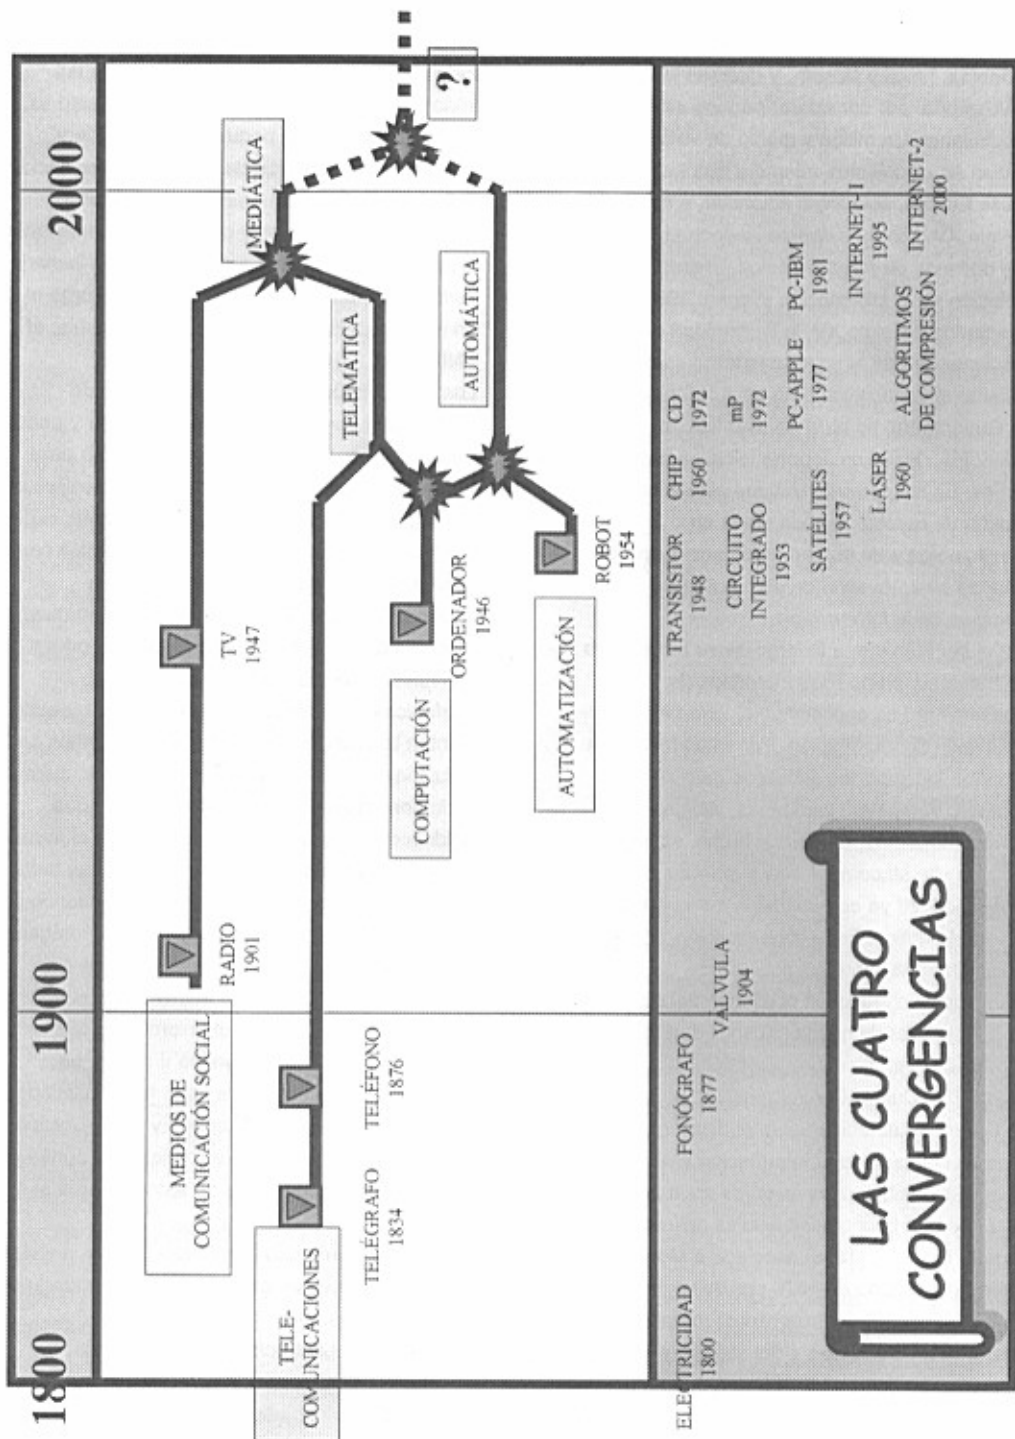 1800
1900
2000
MEDIOS DE
COMUNICACIÓN SOCIAL
RADIO
1901
TV
1947
MEDIÁTICA
TELE-
COMUNICACIONES
TELÉGRAFO
1834
TELÉFONO
1876
TELEMÁTICA
?
COMPUTACIÓN
ORDENADOR
1946
AUTOMÁTICA
AUTOMATIZACIÓN
ROBOT
1954
ELECTRICIDAD
1800
FONÓGRAFO
1877
VÁLVULA
1904
TRANSISTOR
1948
CHIP
1960
CD
1972
CIRCUITO
INTEGRADO
1953
mP
1972
SATÉLITES
1957
PC-APPLE
1977
PC-IBM
1981
LÁSER
1960
INTERNET-1
1995
ALGORITMOS
DE COMPRESIÓN
INTERNET-2
2000
LAS CUATRO
CONVERGENCIAS